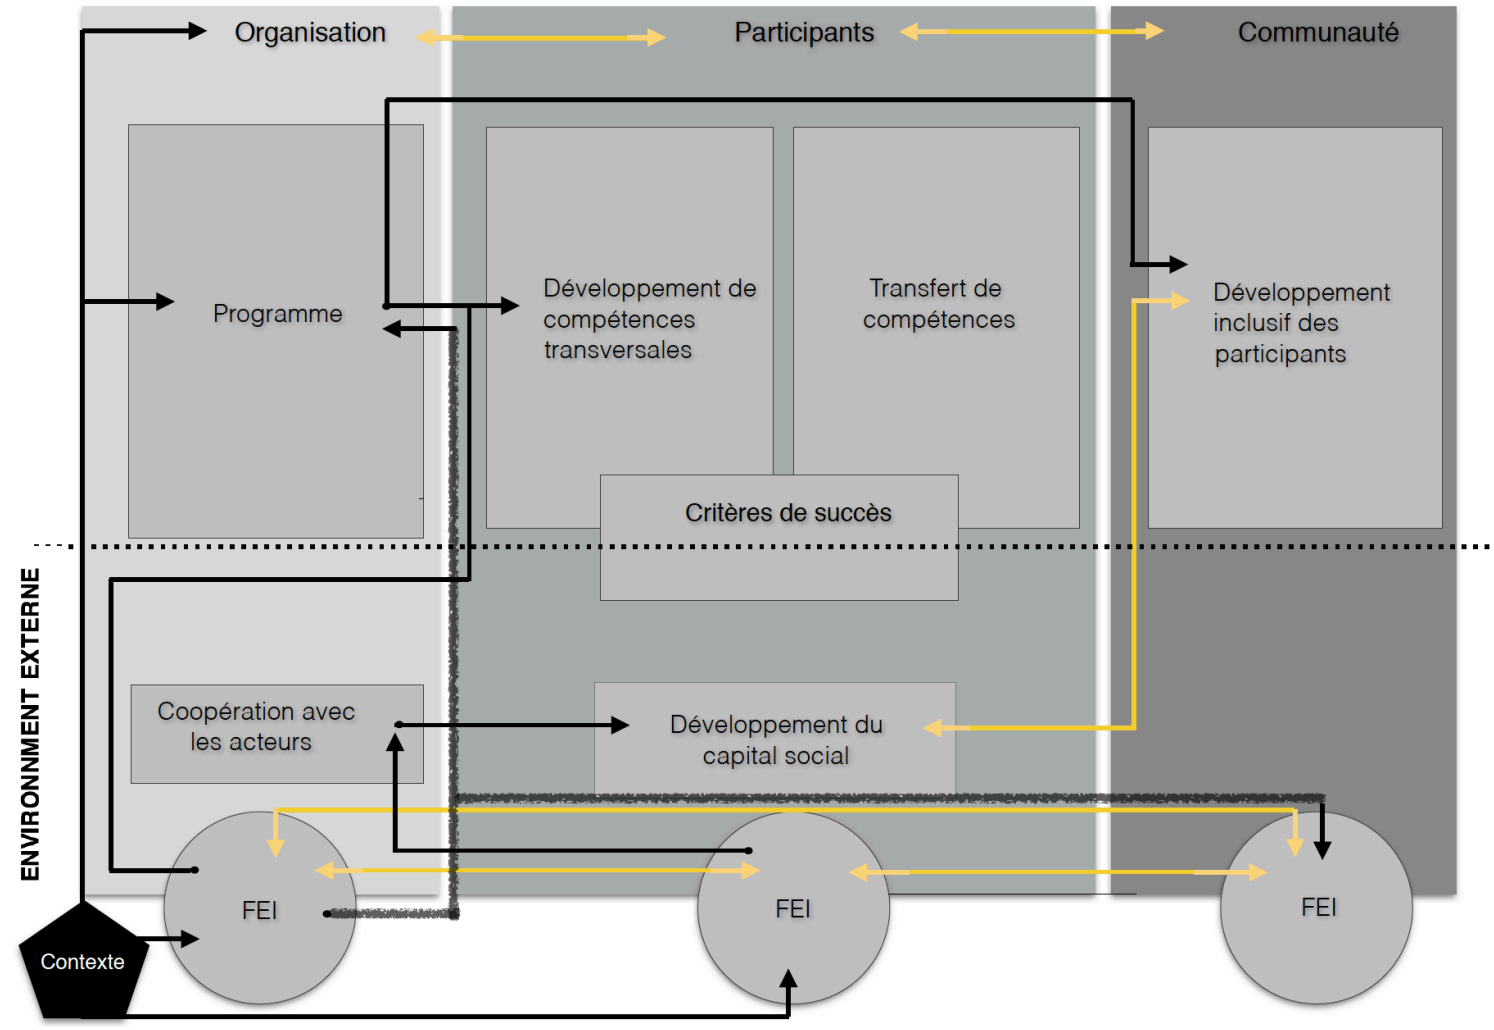 Organisation
Participants
Communauté
Programme
Développement de
compétences
transversales
Transfert de
compétences
Développement
inclusif des
participants
Critères de succès
ENVIRONNMENT EXTERNE
Coopération avec
les acteurs
Développement du
capital social
FEI
FEI
FEI
Contexte